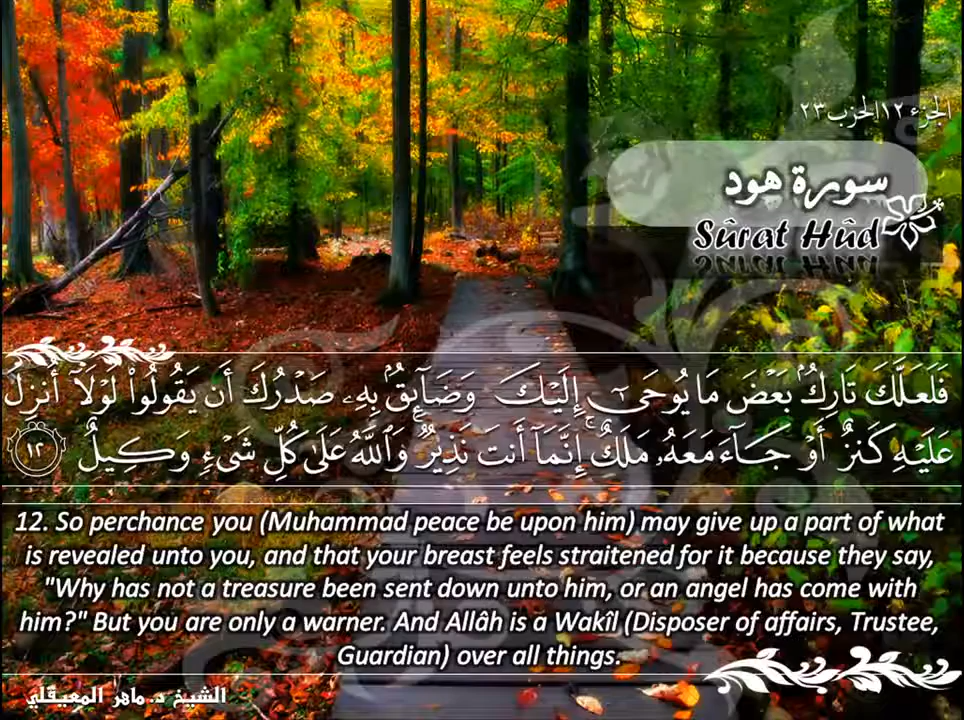 الجزء ١٢ الحزب ٢٣
سورة هود
Sûrat Hûd
فَلَعَلَّكَ تَارِكٌۢ بَعْضَ مَا يُوحَىٰٓ إِلَيْكَ وَضَآئِقٌۢ بِهِۦ صَدْرُكَ أَن يَقُولُوا۟ لَوْلَآ أُنزِلَ
عَلَيْهِ كَنزٌ أَوْ جَآءَ مَعَهُۥ مَلَكٌ ۚ إِنَّمَآ أَنتَ نَذِيرٌ ۚ وَٱللَّهُ عَلَىٰ كُلِّ شَىْءٍ وَكِيلٌ ١٢
12. So perchance you (Muhammad peace be upon him) may give up a part of what
is revealed unto you, and that your breast feels straitened for it because they say,
"Why has not a treasure been sent down unto him, or an angel has come with
him?" But you are only a warner. And Allâh is a Wakîl (Disposer of affairs, Trustee,
Guardian) over all things.
الشيخ د. ماهر المعيقلي